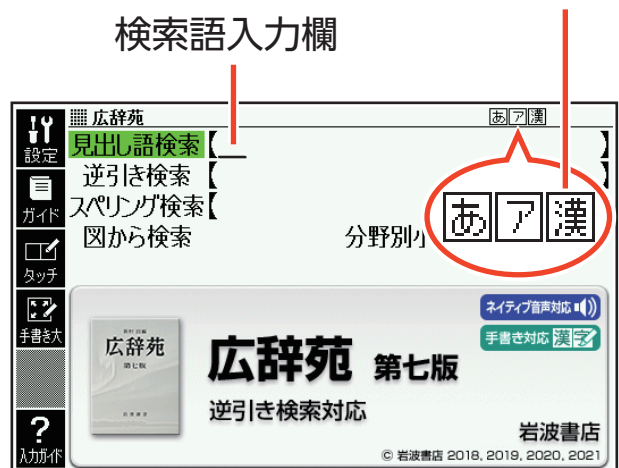 検索語入力欄
広辞苑
あ ア 漢
設定
見出し語検索【
】
ガイド
逆引き検索【
】
スペリング検索【
図から検索
分野別小
あ ア 漢
タッチ
手書き大
ネイティブ音声対応
手書き対応 漢字
広辞苑
第七版
岩波書店
広辞苑 第七版
逆引き検索対応
岩波書店
© 岩波書店 2018, 2019, 2020, 2021
?
入力ガイド